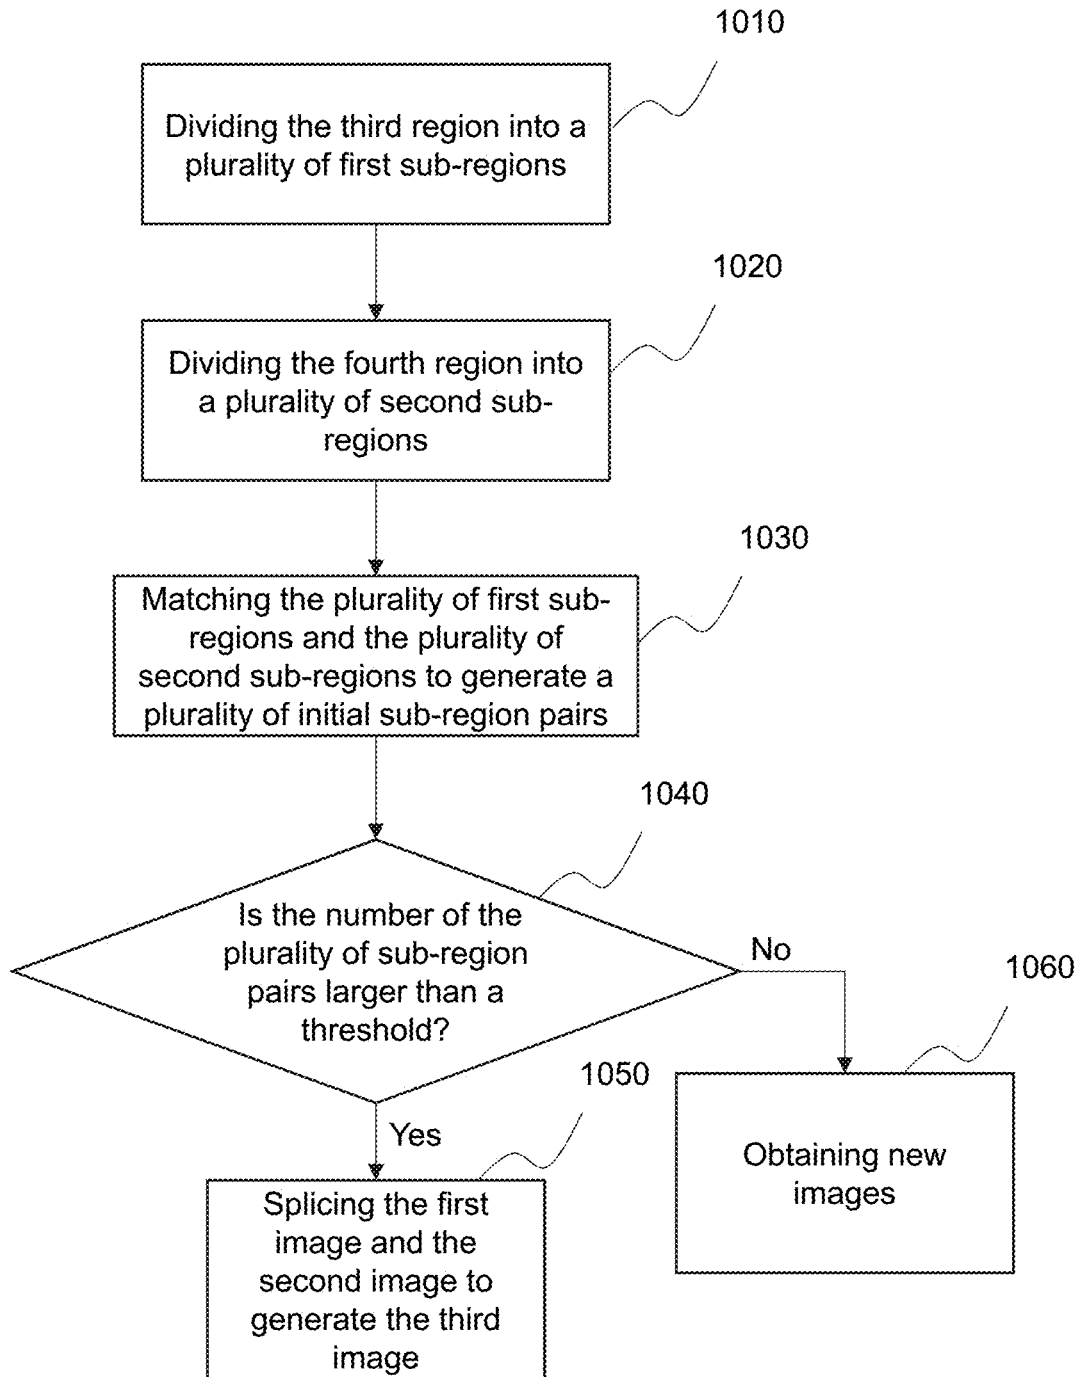 1010
Dividing the third region into a
plurality of first sub-regions
1020
Dividing the fourth region into
a plurality of second sub-
regions
1030
Matching the plurality of first sub-
regions and the plurality of
second sub-regions to generate a
plurality of initial sub-region pairs
1040
Is the number of the
plurality of sub-region
pairs larger than a
threshold?
No
1060
Obtaining new
images
Yes
1050
Splicing the first
image and the
second image to
generate the third
image